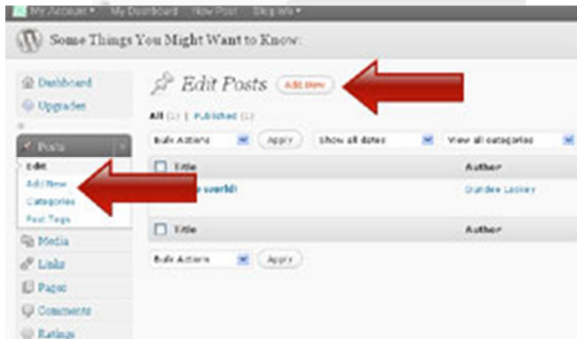 My Account My Dashboard New Post Blog Info
Some Things You Might Want to Know:
Dashboard
Upgrades
Posts
Edit
Add New
Categories
Post Tags
Media
Links
Pages
Comments
Ratings
Edit Posts Add New
All (1) | Published (1)
Bulk Actions Apply Show all dates View all categories
Title Author
world!
Title Author
Bulk Actions Apply